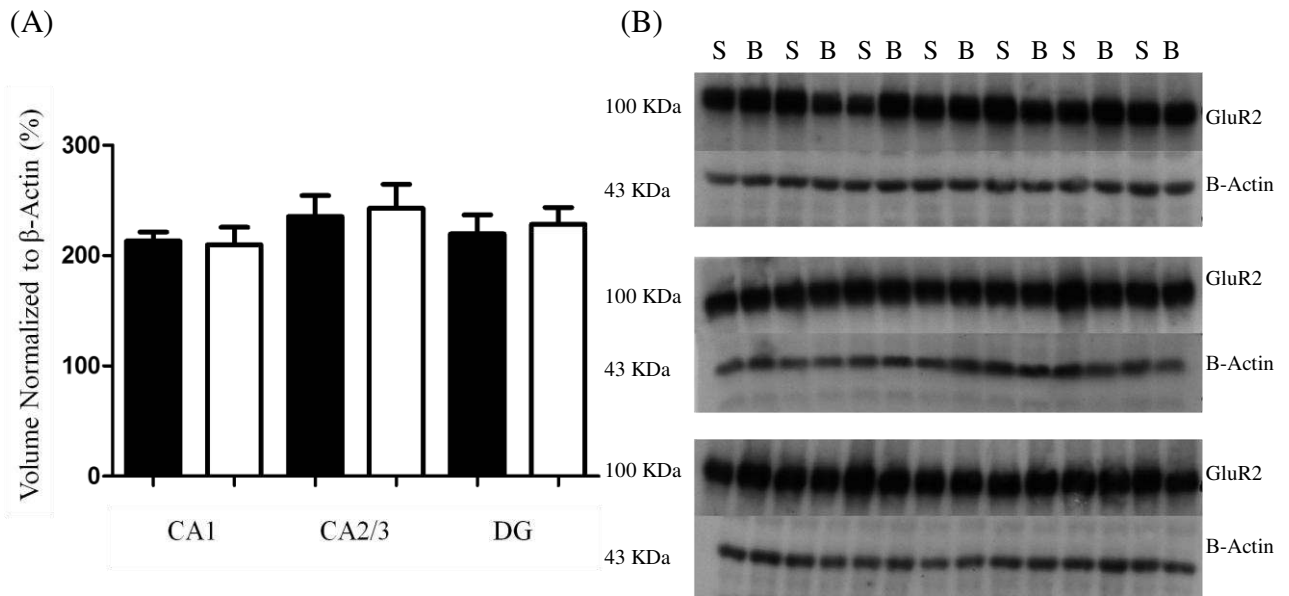 (A)
Volume Normalized to β-Actin (%)
300
200
100
0
CA1 CA2/3 DG
(B)
S B S B S B S B S B S B S B
100 KDa
GluR2
43 KDa
B-Actin
100 KDa
GluR2
43 KDa
B-Actin
100 KDa
GluR2
43 KDa
B-Actin